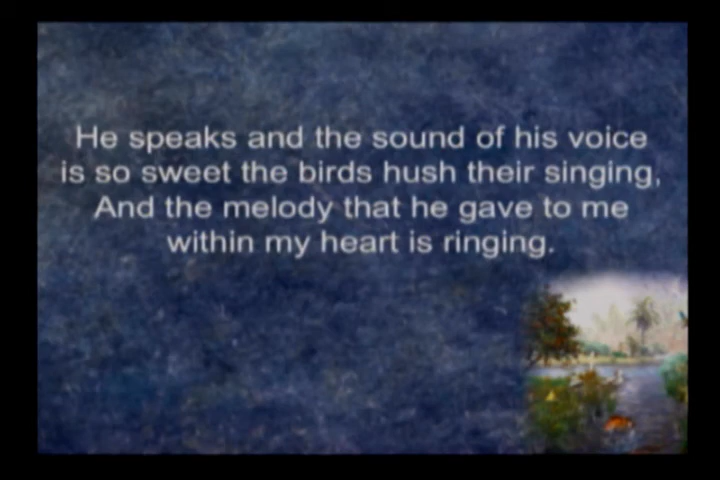 He speaks and the sound of his voice
is so sweet the birds hush their singing,
And the melody that he gave to me
within my heart is ringing.